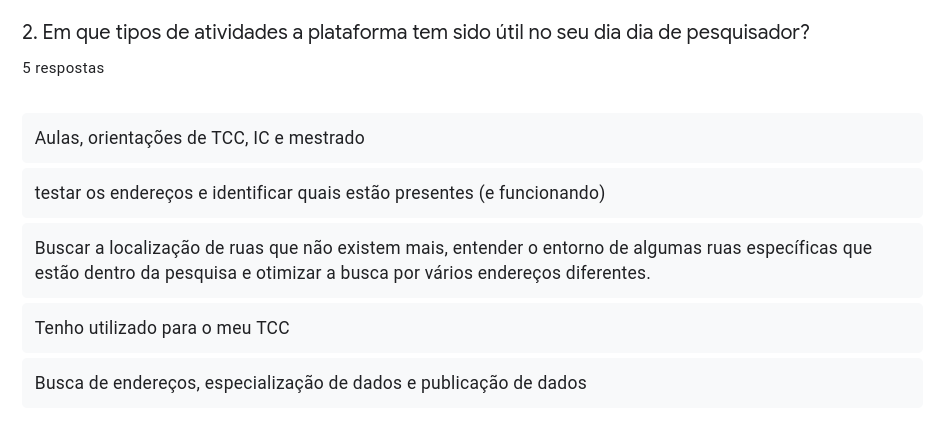 2. Em que tipos de atividades a plataforma tem sido útil no seu dia dia de pesquisador?
5 respostas
Aulas, orientações de TCC, IC e mestrado
testar os endereços e identificar quais estão presentes (e funcionando)
Buscar a localização de ruas que não existem mais, entender o entorno de algumas ruas específicas que
estão dentro da pesquisa e otimizar a busca por vários endereços diferentes.
Tenho utilizado para o meu TCC
Busca de endereços, especialização de dados e publicação de dados